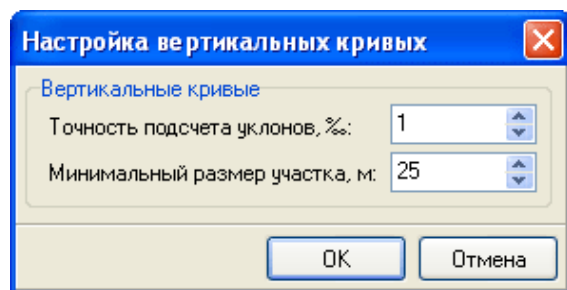 Настройка вертикальных кривых
Вертикальные кривые
Точность подсчета уклонов, ‰: 1
Минимальный размер участка, м: 25
OK Отмена